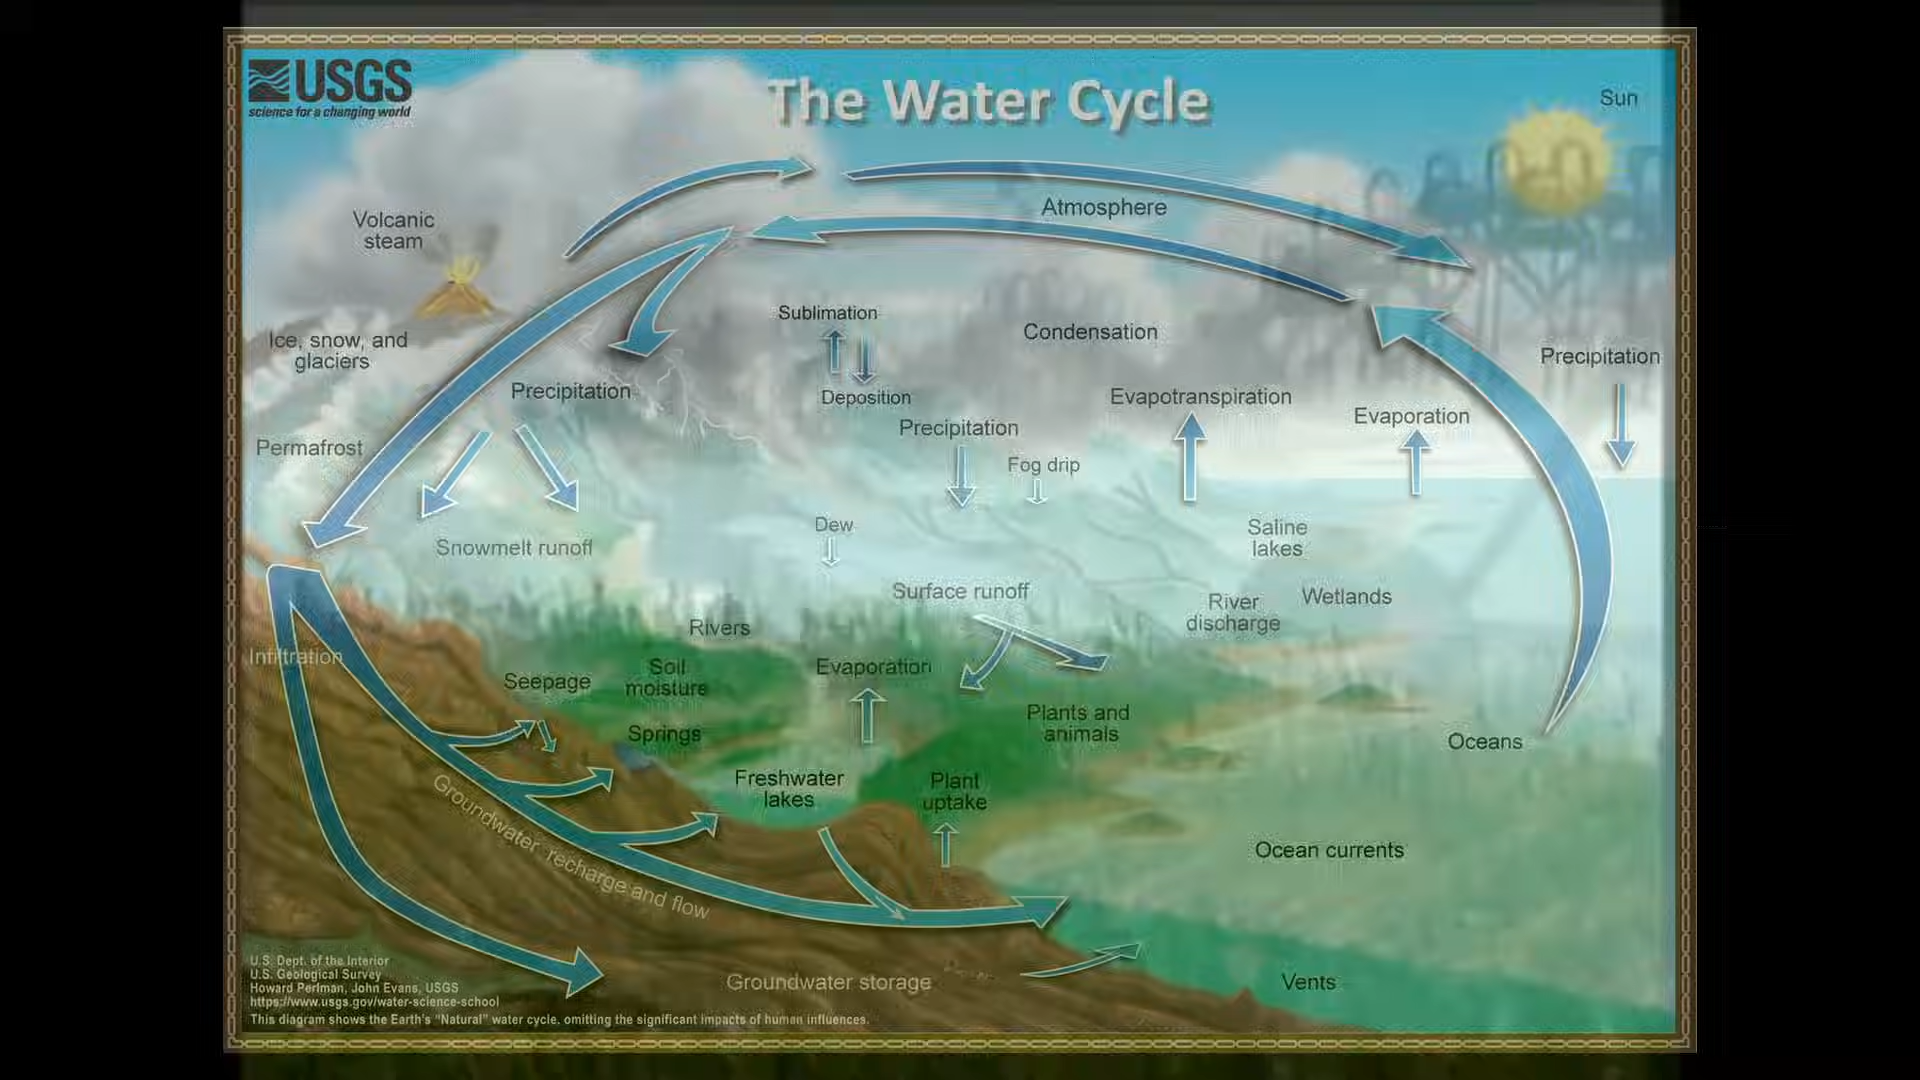 USGS
science for a changing world
The Water Cycle
Sun
Atmosphere
Volcanic
steam
Sublimation
Condensation
Ice, snow, and
glaciers
Precipitation
Precipitation
Deposition
Evapotranspiration
Evaporation
Precipitation
Permafrost
Fog drip
Dew
Saline
lakes
Snowmelt runoff
Surface runoff
River
discharge
Wetlands
Rivers
Infiltration
Seepage
Soil
moisture
Evaporation
Plants and
animals
Springs
Oceans
Freshwater
lakes
Plant
uptake
Groundwater recharge and flow
Ocean currents
Groundwater storage
Vents
U.S. Dept. of the Interior
U.S. Geological Survey
Howard Perlman, John Evans, USGS
https://www.usgs.gov/water-science-school
This diagram shows the Earth's "Natural" water cycle, omitting the significant impacts of human influences.